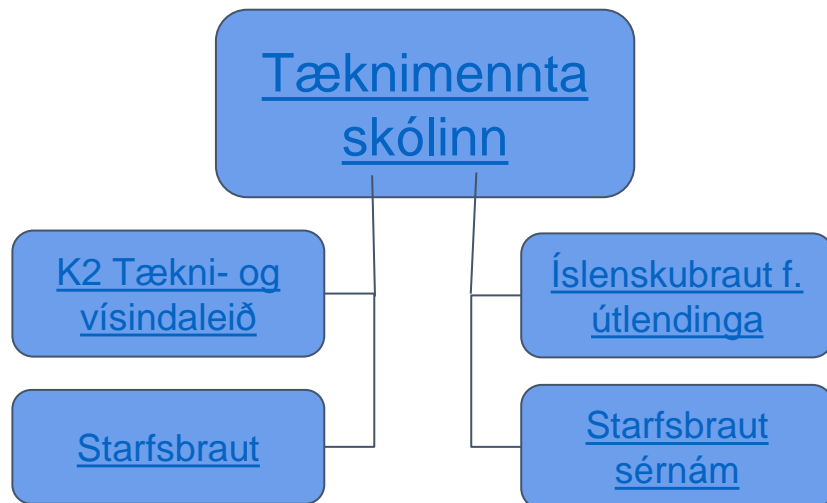 Tæknimennta
skólinn
K2 Tækni- og
vísindaleið
Íslenskubraut f.
útlendinga
Starfsbraut
Starfsbraut
sérnám